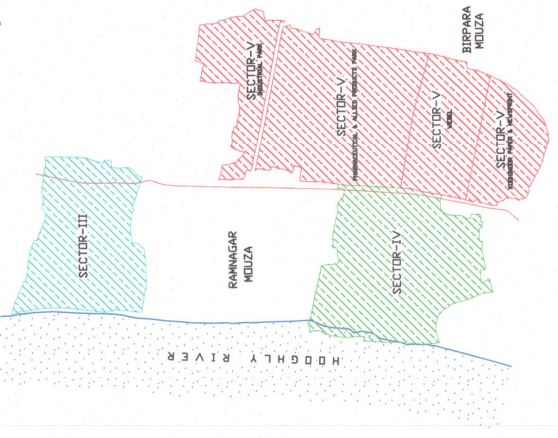 SECTOR-III
RAMNAGAR
MOUZA
SECTOR-IV
HOOGHLY RIVER
SECTOR-V
INDUSTRIAL PARK
SECTOR-V
PHARMACEUTICAL & ALLIED PRODUCTS PARK
SECTOR-V
SECTOR-V
BIRPARA
MOUZA